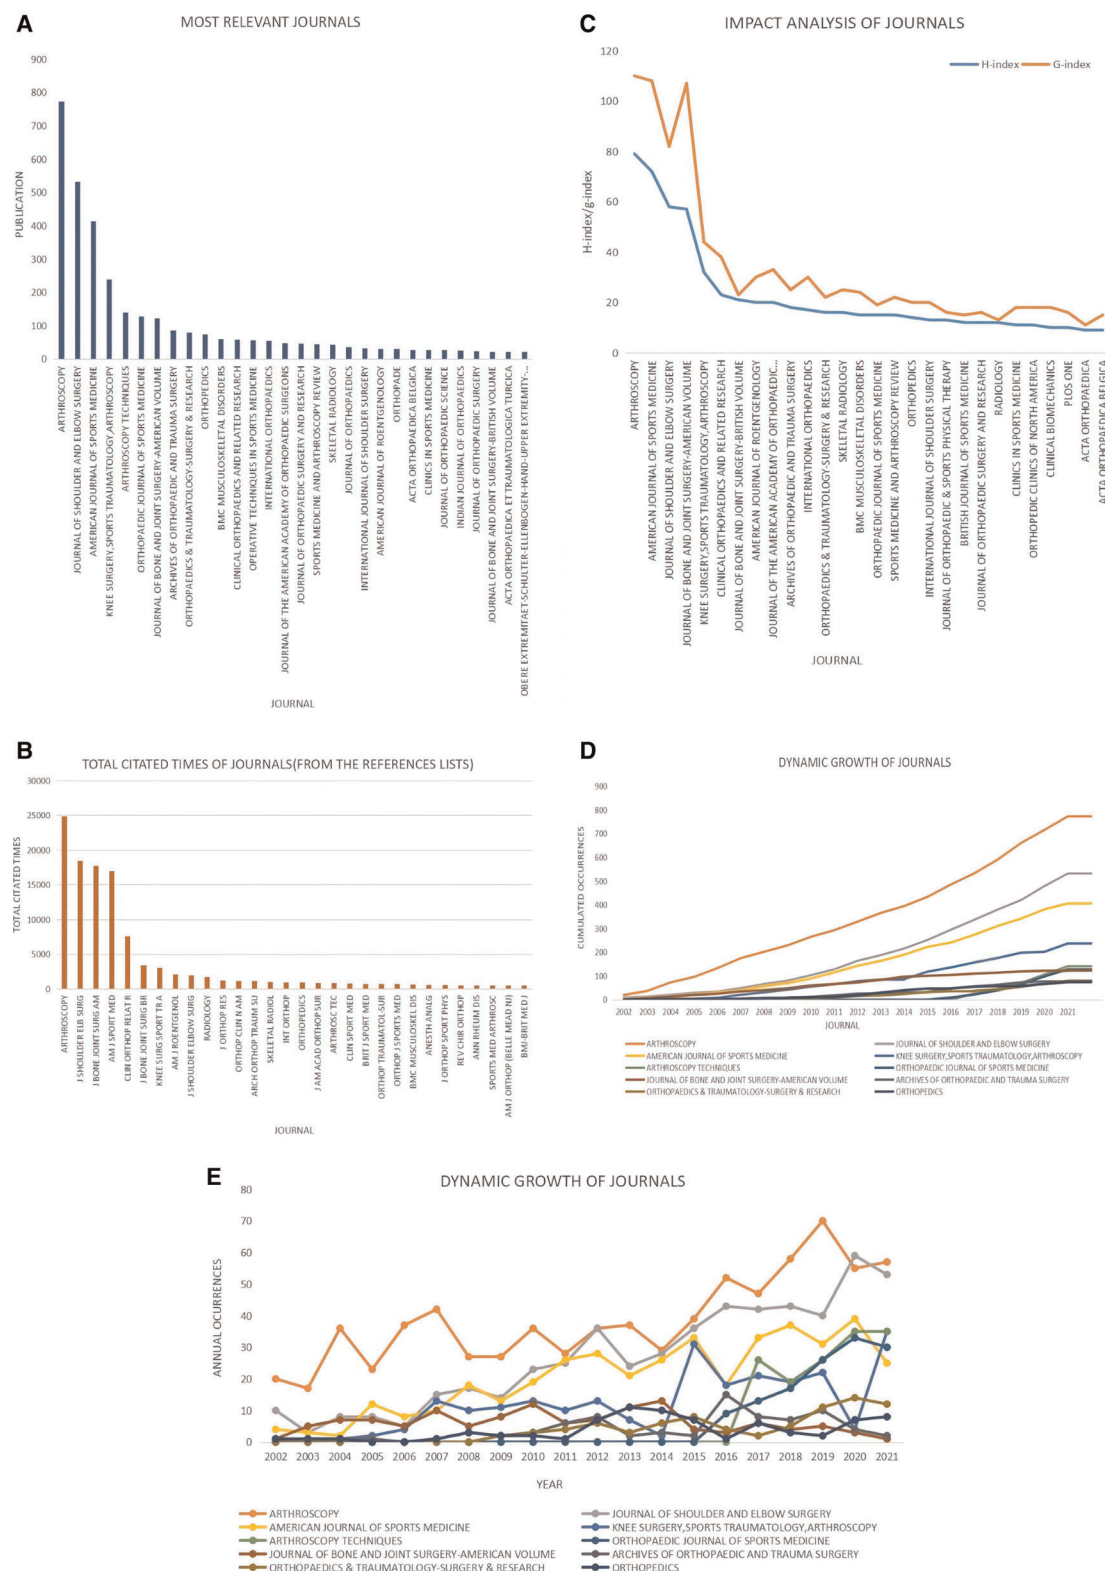 A
MOST RELEVANT JOURNALS
PUBLICATION
900
800
700
600
500
400
300
200
100
0
ARTHROSCOPY
JOURNAL OF SHOULDER AND ELBOW SURGERY
AMERICAN JOURNAL OF SPORTS MEDICINE
KNEE SURGERY,SPORTS TRAUMATOLOGY,ARTHROSCOPY
ARTHROSCOPY TECHNIQUES
ORTHOPAEDIC JOURNAL OF SPORTS MEDICINE
JOURNAL OF BONE AND JOINT SURGERY-AMERICAN VOLUME
ARCHIVES OF ORTHOPAEDIC AND TRAUMA SURGERY
ORTHOPAEDICS & TRAUMATOLOGY-SURGERY & RESEARCH
ORTHOPEDICS
BMC MUSCULOSKELETAL DISORDERS
CLINICAL ORTHOPAEDICS AND RELATED RESEARCH
OPERATIVE TECHNIQUES IN SPORTS MEDICINE
INTERNATIONAL ORTHOPAEDICS
JOURNAL OF THE AMERICAN ACADEMY OF ORTHOPAEDIC SURGEONS
JOURNAL OF ORTHOPAEDIC SURGERY AND RESEARCH
SPORTS MEDICINE AND ARTHROSCOPY REVIEW
SKELETAL RADIOLOGY
JOURNAL OF ORTHOPAEDICS
INTERNATIONAL JOURNAL OF SHOULDER SURGERY
AMERICAN JOURNAL OF ROENTGENOLOGY
ORTHOPADE
ACTA ORTHOPAEDICA BELGICA
CLINICS IN SPORTS MEDICINE
JOURNAL OF ORTHOPAEDIC SCIENCE
INDIAN JOURNAL OF ORTHOPAEDICS
JOURNAL OF ORTHOPAEDIC SURGERY
JOURNAL OF BONE AND JOINT SURGERY-BRITISH VOLUME
ACTA ORTHOPAEDICA ET TRAUMATOLOGICA TURCICA
OBERE EXTREMITAET-SCHULTER-ELLENBOGEN-HAND--UPPER EXTREMITY-...
JOURNAL
C
IMPACT ANALYSIS OF JOURNALS
H-index
G-index
H-index/g-index
120
100
80
60
40
20
0
ARTHROSCOPY
AMERICAN JOURNAL OF SPORTS MEDICINE
JOURNAL OF SHOULDER AND ELBOW SURGERY
JOURNAL OF BONE AND JOINT SURGERY-AMERICAN VOLUME
KNEE SURGERY,SPORTS TRAUMATOLOGY,ARTHROSCOPY
CLINICAL ORTHOPAEDICS AND RELATED RESEARCH
JOURNAL OF BONE AND JOINT SURGERY-BRITISH VOLUME
AMERICAN JOURNAL OF ROENTGENOLOGY
JOURNAL OF THE AMERICAN ACADEMY OF ORTHOPAEDIC...
ARCHIVES OF ORTHOPAEDIC AND TRAUMA SURGERY
INTERNATIONAL ORTHOPAEDICS
ORTHOPAEDICS & TRAUMATOLOGY-SURGERY & RESEARCH
SKELETAL RADIOLOGY
BMC MUSCULOSKELETAL DISORDERS
ORTHOPAEDIC JOURNAL OF SPORTS MEDICINE
SPORTS MEDICINE AND ARTHROSCOPY REVIEW
ORTHOPEDICS
INTERNATIONAL JOURNAL OF SHOULDER SURGERY
JOURNAL OF ORTHOPAEDIC & SPORTS PHYSICAL THERAPY
BRITISH JOURNAL OF SPORTS MEDICINE
JOURNAL OF ORTHOPAEDIC SURGERY AND RESEARCH
RADIOLOGY
CLINICS IN SPORTS MEDICINE
ORTHOPEDIC CLINICS OF NORTH AMERICA
CLINICAL BIOMECHANICS
PLOS ONE
ACTA ORTHOPAEDICA
ACTA ORTHOPAEDICA BELGICA
JOURNAL
B
TOTAL CITED TIMES OF JOURNALS(FROM THE REFERENCES LISTS)
TOTAL CITATED TIMES
30000
25000
20000
15000
10000
5000
0
ARTHROSCOPY
J SHOULDER ELB SURG
J BONE JOINT SURG AM
AM J SPORT MED
CLIN ORTHOP RELAT R
J BONE JOINT SURG BR
KNEE SURG SPORT TR A
AM J ROENTGENOL
J SHOULDER ELBOW SURG
RADIOLOGY
J ORTHOP RES
ORTHOP CLIN N AM
ARCH ORTHOP TRAUM SU
SKELETAL RADIOL
INT ORTHOP
ORTHOPEDICS
J AM ACAD ORTHOP SUR
ARTHROSC TEC
CLIN SPORT MED
BRIT J SPORT MED
ORTHOP TRAUMATOL-SUR
ORTHOP J SPORTS MED
BMC MUSCULOSKEL DIS
ANESTH ANALG
J ORTHOP SPORT PHYS
REV CHIR ORTHOP
ANN RHEUM DIS
SPORTS MED ARTHROSC
AM J ORTHOP (BELLE MEAD NJ)
BMJ-BRIT MED J
JOURNAL
D
DYNAMIC GROWTH OF JOURNALS
CUMULATED OCCURRENCES
900
800
700
600
500
400
300
200
100
0
2002 2003 2004 2005 2006 2007 2008 2009 2010 2011 2012 2013 2014 2015 2016 2017 2018 2019 2020 2021
JOURNAL
ARTHROSCOPY
JOURNAL OF SHOULDER AND ELBOW SURGERY
AMERICAN JOURNAL OF SPORTS MEDICINE
KNEE SURGERY,SPORTS TRAUMATOLOGY,ARTHROSCOPY
ARTHROSCOPY TECHNIQUES
ORTHOPAEDIC JOURNAL OF SPORTS MEDICINE
JOURNAL OF BONE AND JOINT SURGERY-AMERICAN VOLUME
ARCHIVES OF ORTHOPAEDIC AND TRAUMA SURGERY
ORTHOPAEDICS & TRAUMATOLOGY-SURGERY & RESEARCH
ORTHOPEDICS
E
DYNAMIC GROWTH OF JOURNALS
ANNUAL OCURRENCES
80
70
60
50
40
30
20
10
0
2002 2003 2004 2005 2006 2007 2008 2009 2010 2011 2012 2013 2014 2015 2016 2017 2018 2019 2020 2021
YEAR
ARTHROSCOPY
JOURNAL OF SHOULDER AND ELBOW SURGERY
AMERICAN JOURNAL OF SPORTS MEDICINE
KNEE SURGERY,SPORTS TRAUMATOLOGY,ARTHROSCOPY
ARTHROSCOPY TECHNIQUES
ORTHOPAEDIC JOURNAL OF SPORTS MEDICINE
JOURNAL OF BONE AND JOINT SURGERY-AMERICAN VOLUME
ARCHIVES OF ORTHOPAEDIC AND TRAUMA SURGERY
ORTHOPAEDICS & TRAUMATOLOGY-SURGERY & RESEARCH
ORTHOPEDICS